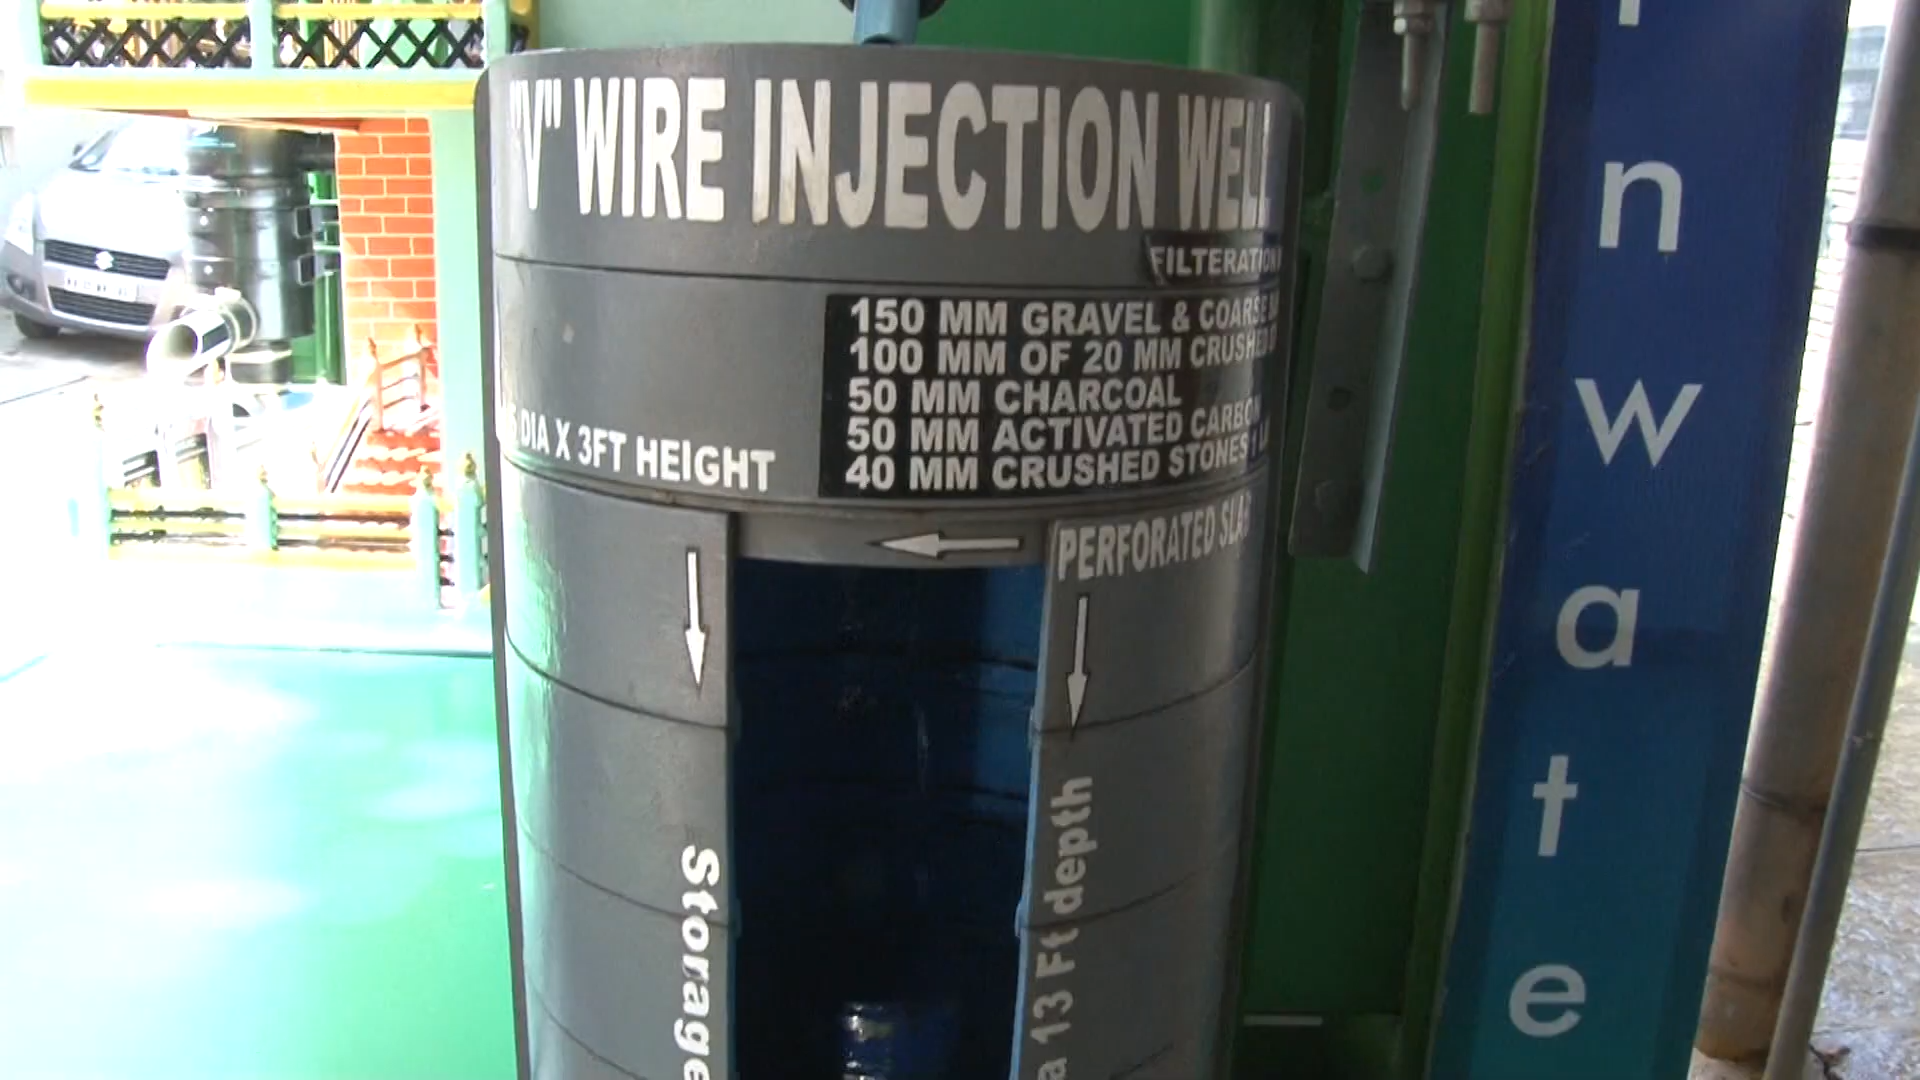 "V" WIRE INJECTION WELL
FILTERATION
150 MM GRAVEL & COARSE
100 MM OF 20 MM CRUSHED
50 MM CHARCOAL
50 MM ACTIVATED CARBON
40 MM CRUSHED STONES 1
DIA X 3FT HEIGHT
PERFORATED SLAB
Storage
13 Ft depth
n
w
a
t
e